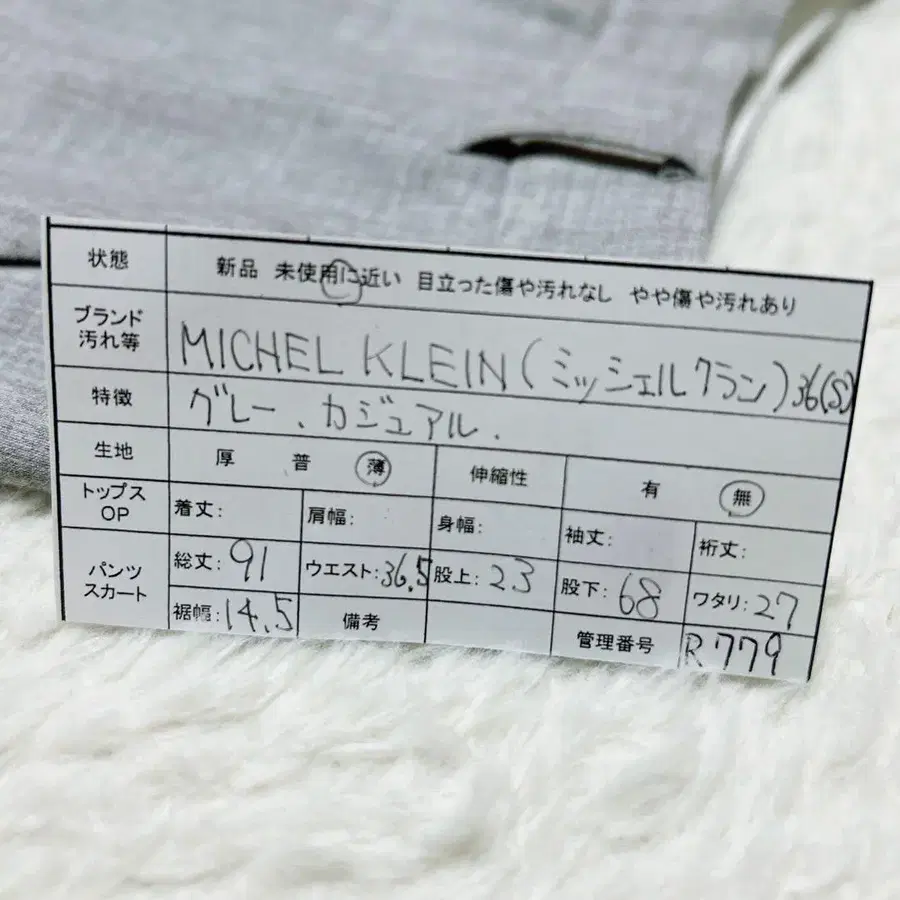 状態 新品 未使用に近い 目立った傷や汚れなし やや傷や汚れあり
ブランド
汚れ等 MICHEL KLEIN(ミッシェルクラン)36(S)
特徴 グレー、カジュアル.
生地 厚 普 薄 伸縮性 有 無
トップス
OP 着丈: 肩幅: 身幅: 袖丈: 裄丈:
パンツ
スカート 総丈:91 ウエスト:36.5 股上:23 股下:68 ワタリ:27
裾幅:14.5 備考 管理番号 R779